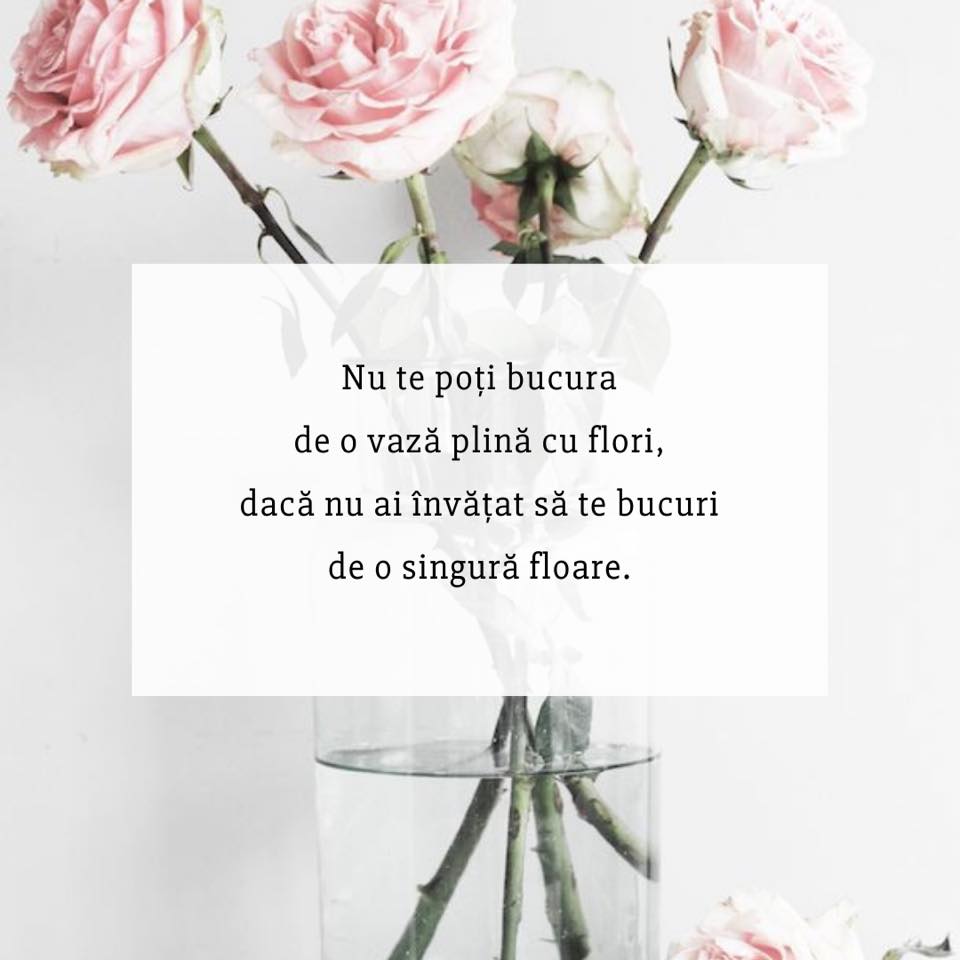 Nu te poți bucura
de o vază plină cu flori,
dacă nu ai învățat să te bucuri
de o singură floare.